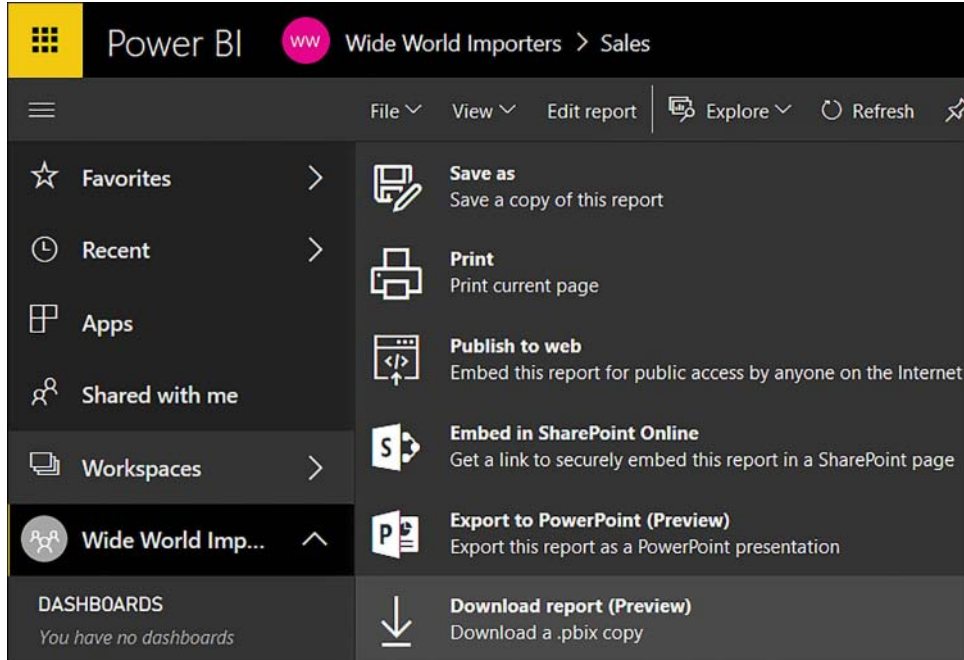 Power BI WW Wide World Importers > Sales
File View Edit report Explore Refresh
Favorites
Recent
Apps
Shared with me
Workspaces
Wide World Imp...
DASHBOARDS
You have no dashboards
Save as
Save a copy of this report
Print
Print current page
Publish to web
Embed this report for public access by anyone on the Internet
Embed in SharePoint Online
Get a link to securely embed this report in a SharePoint page
Export to PowerPoint (Preview)
Export this report as a PowerPoint presentation
Download report (Preview)
Download a .pbix copy